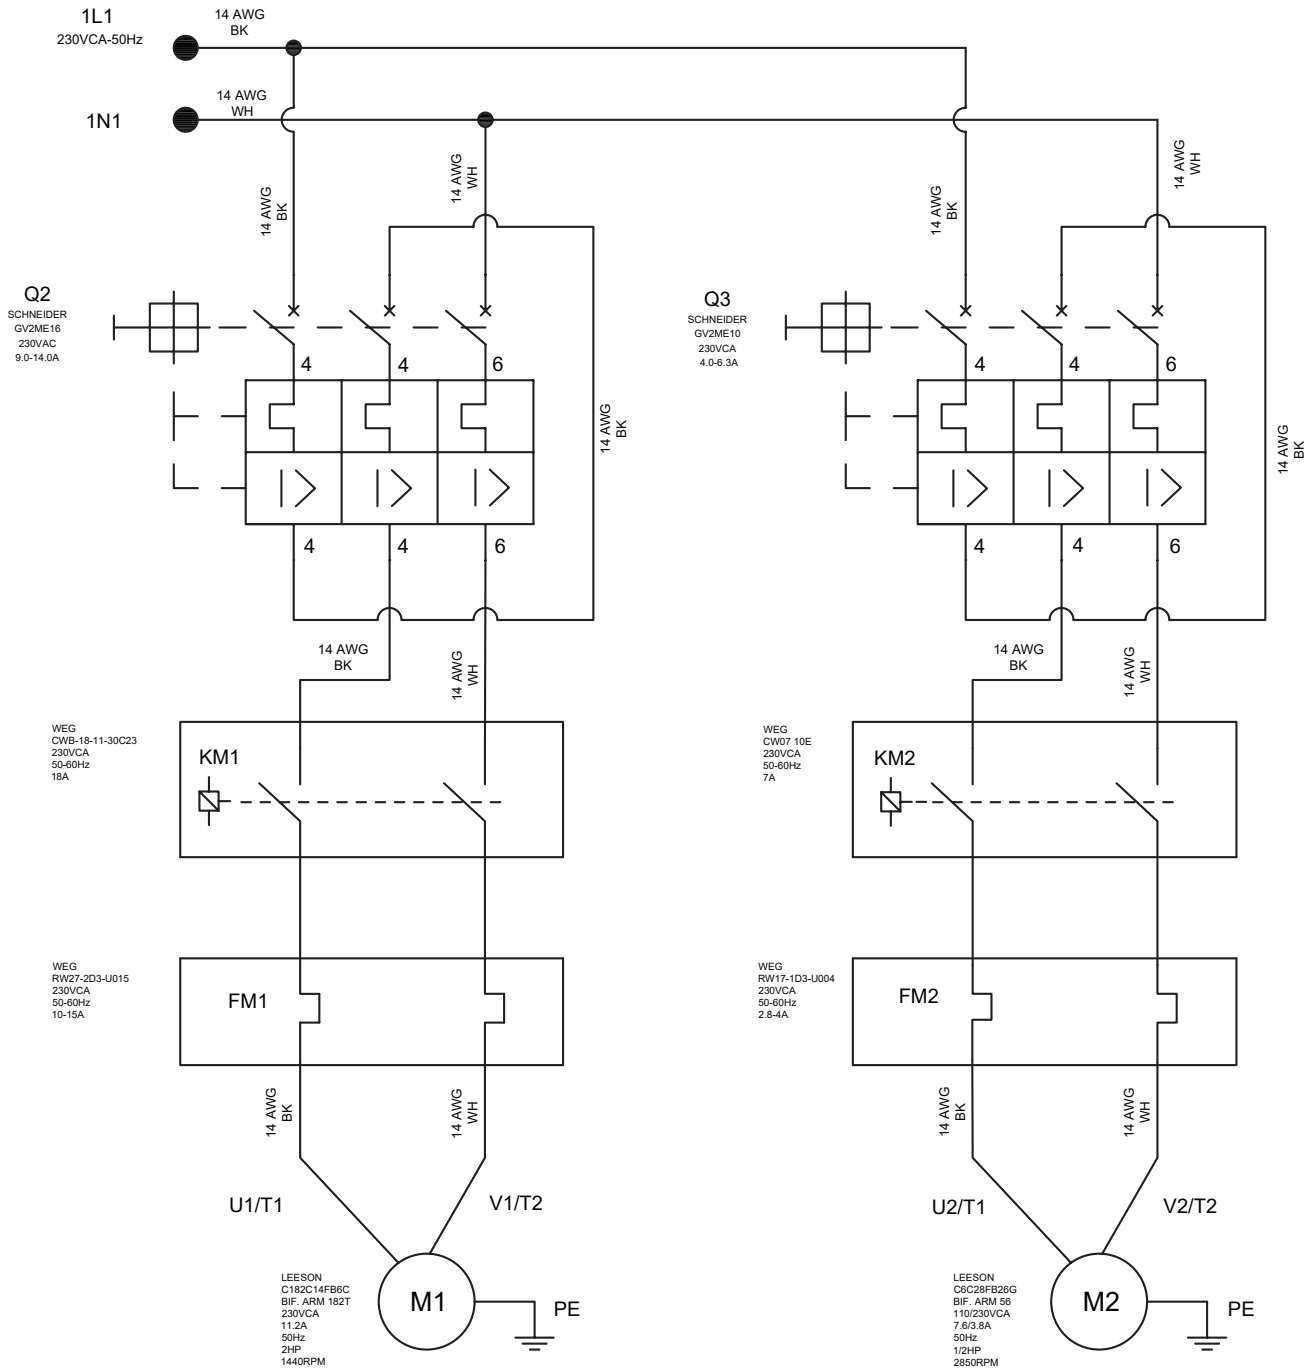 1L1
230VCA-50Hz
14 AWG
BK
1N1
14 AWG
WH
14 AWG
BK
14 AWG
WH
14 AWG
BK
14 AWG
WH
Q2
SCHNEIDER
GV2ME16
230VAC
9.0-14.0A
4
4
6
14 AWG
BK
4
4
6
Q3
SCHNEIDER
GV2ME10
230VCA
4.0-6.3A
4
4
6
14 AWG
BK
4
4
6
14 AWG
BK
14 AWG
WH
14 AWG
BK
14 AWG
WH
WEG
CWB-18-11-30C23
230VCA
50-60Hz
18A
KM1
WEG
CW07 10E
230VCA
50-60Hz
7A
KM2
WEG
RW27-2D3-U015
230VCA
50-60Hz
10-15A
FM1
WEG
RW17-1D3-U004
230VCA
50-60Hz
2.8-4A
FM2
14 AWG
BK
14 AWG
WH
14 AWG
BK
14 AWG
WH
U1/T1
V1/T2
U2/T1
V2/T2
LEESON
C182C14FB6C
BIF. ARM 182T
230VCA
11.2A
50Hz
2HP
1440RPM
M1
PE
LEESON
C6C28FB26G
BIF. ARM 56
110/230VCA
7.6/3.8A
50Hz
1/2HP
2850RPM
M2
PE